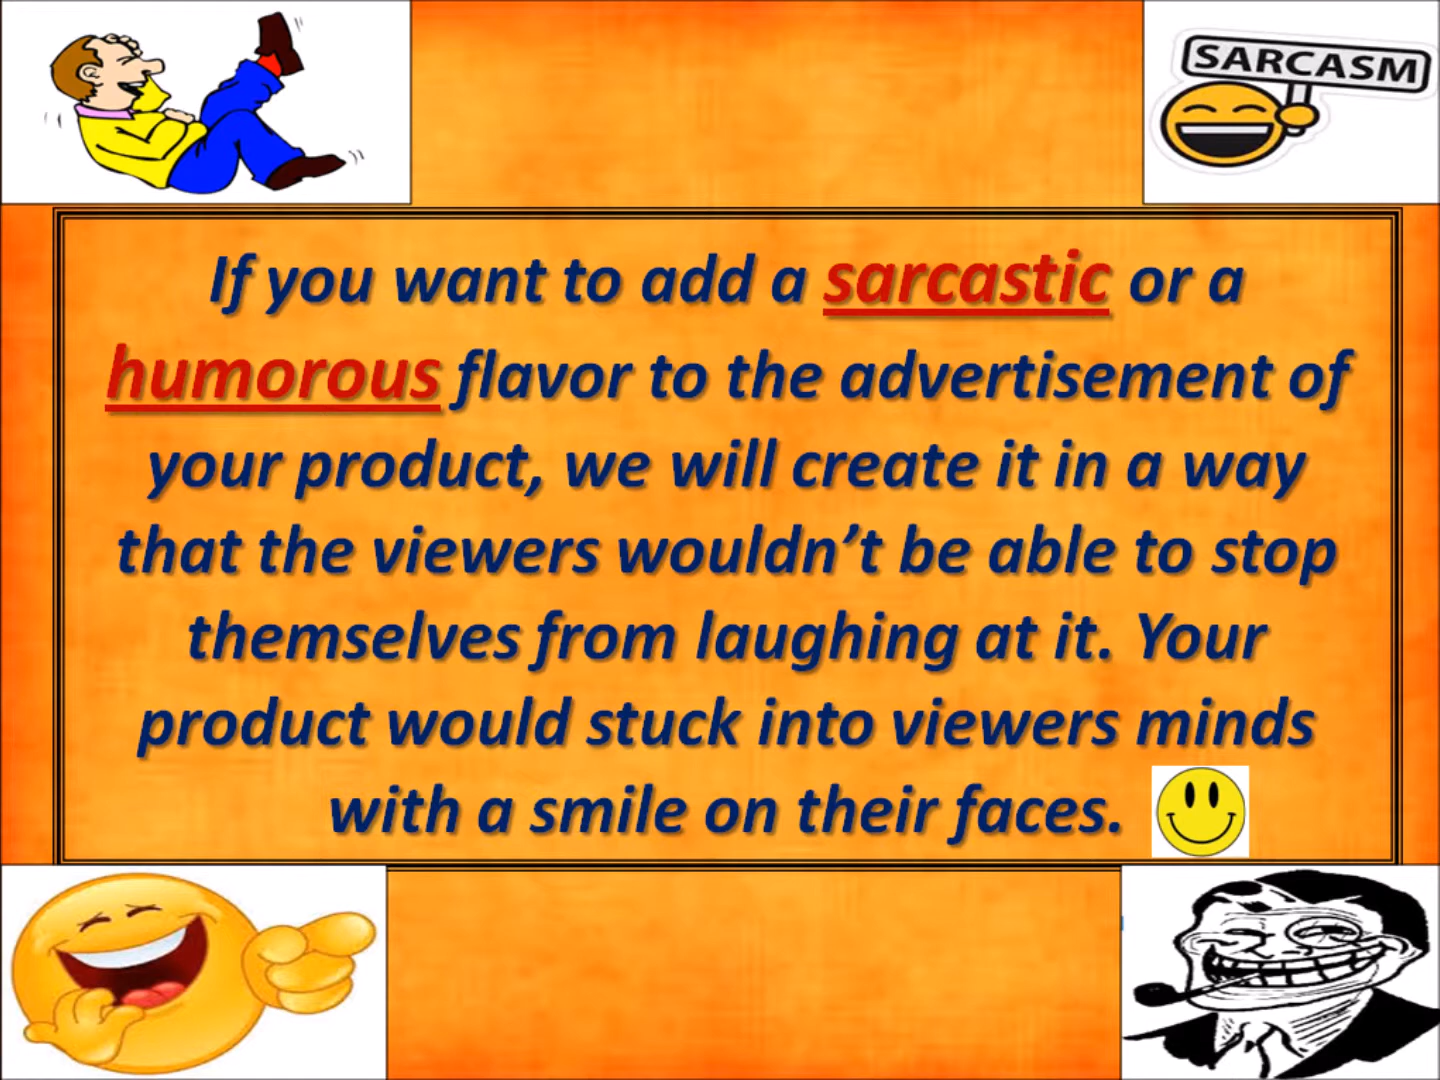 SARCASM
If you want to add a sarcastic or a
humorous flavor to the advertisement of
your product, we will create it in a way
that the viewers wouldn’t be able to stop
themselves from laughing at it. Your
product would stuck into viewers minds
with a smile on their faces.